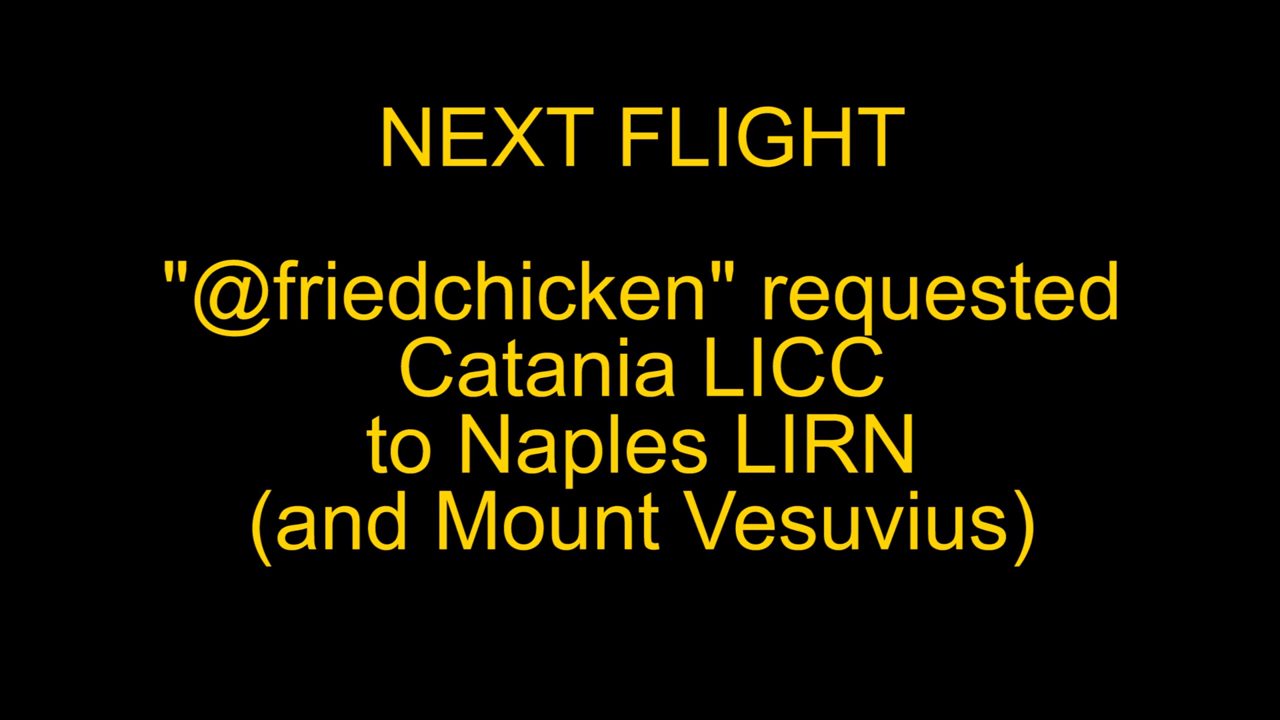 NEXT FLIGHT
"@friedchicken" requested
Catania LICC
to Naples LIRN
(and Mount Vesuvius)